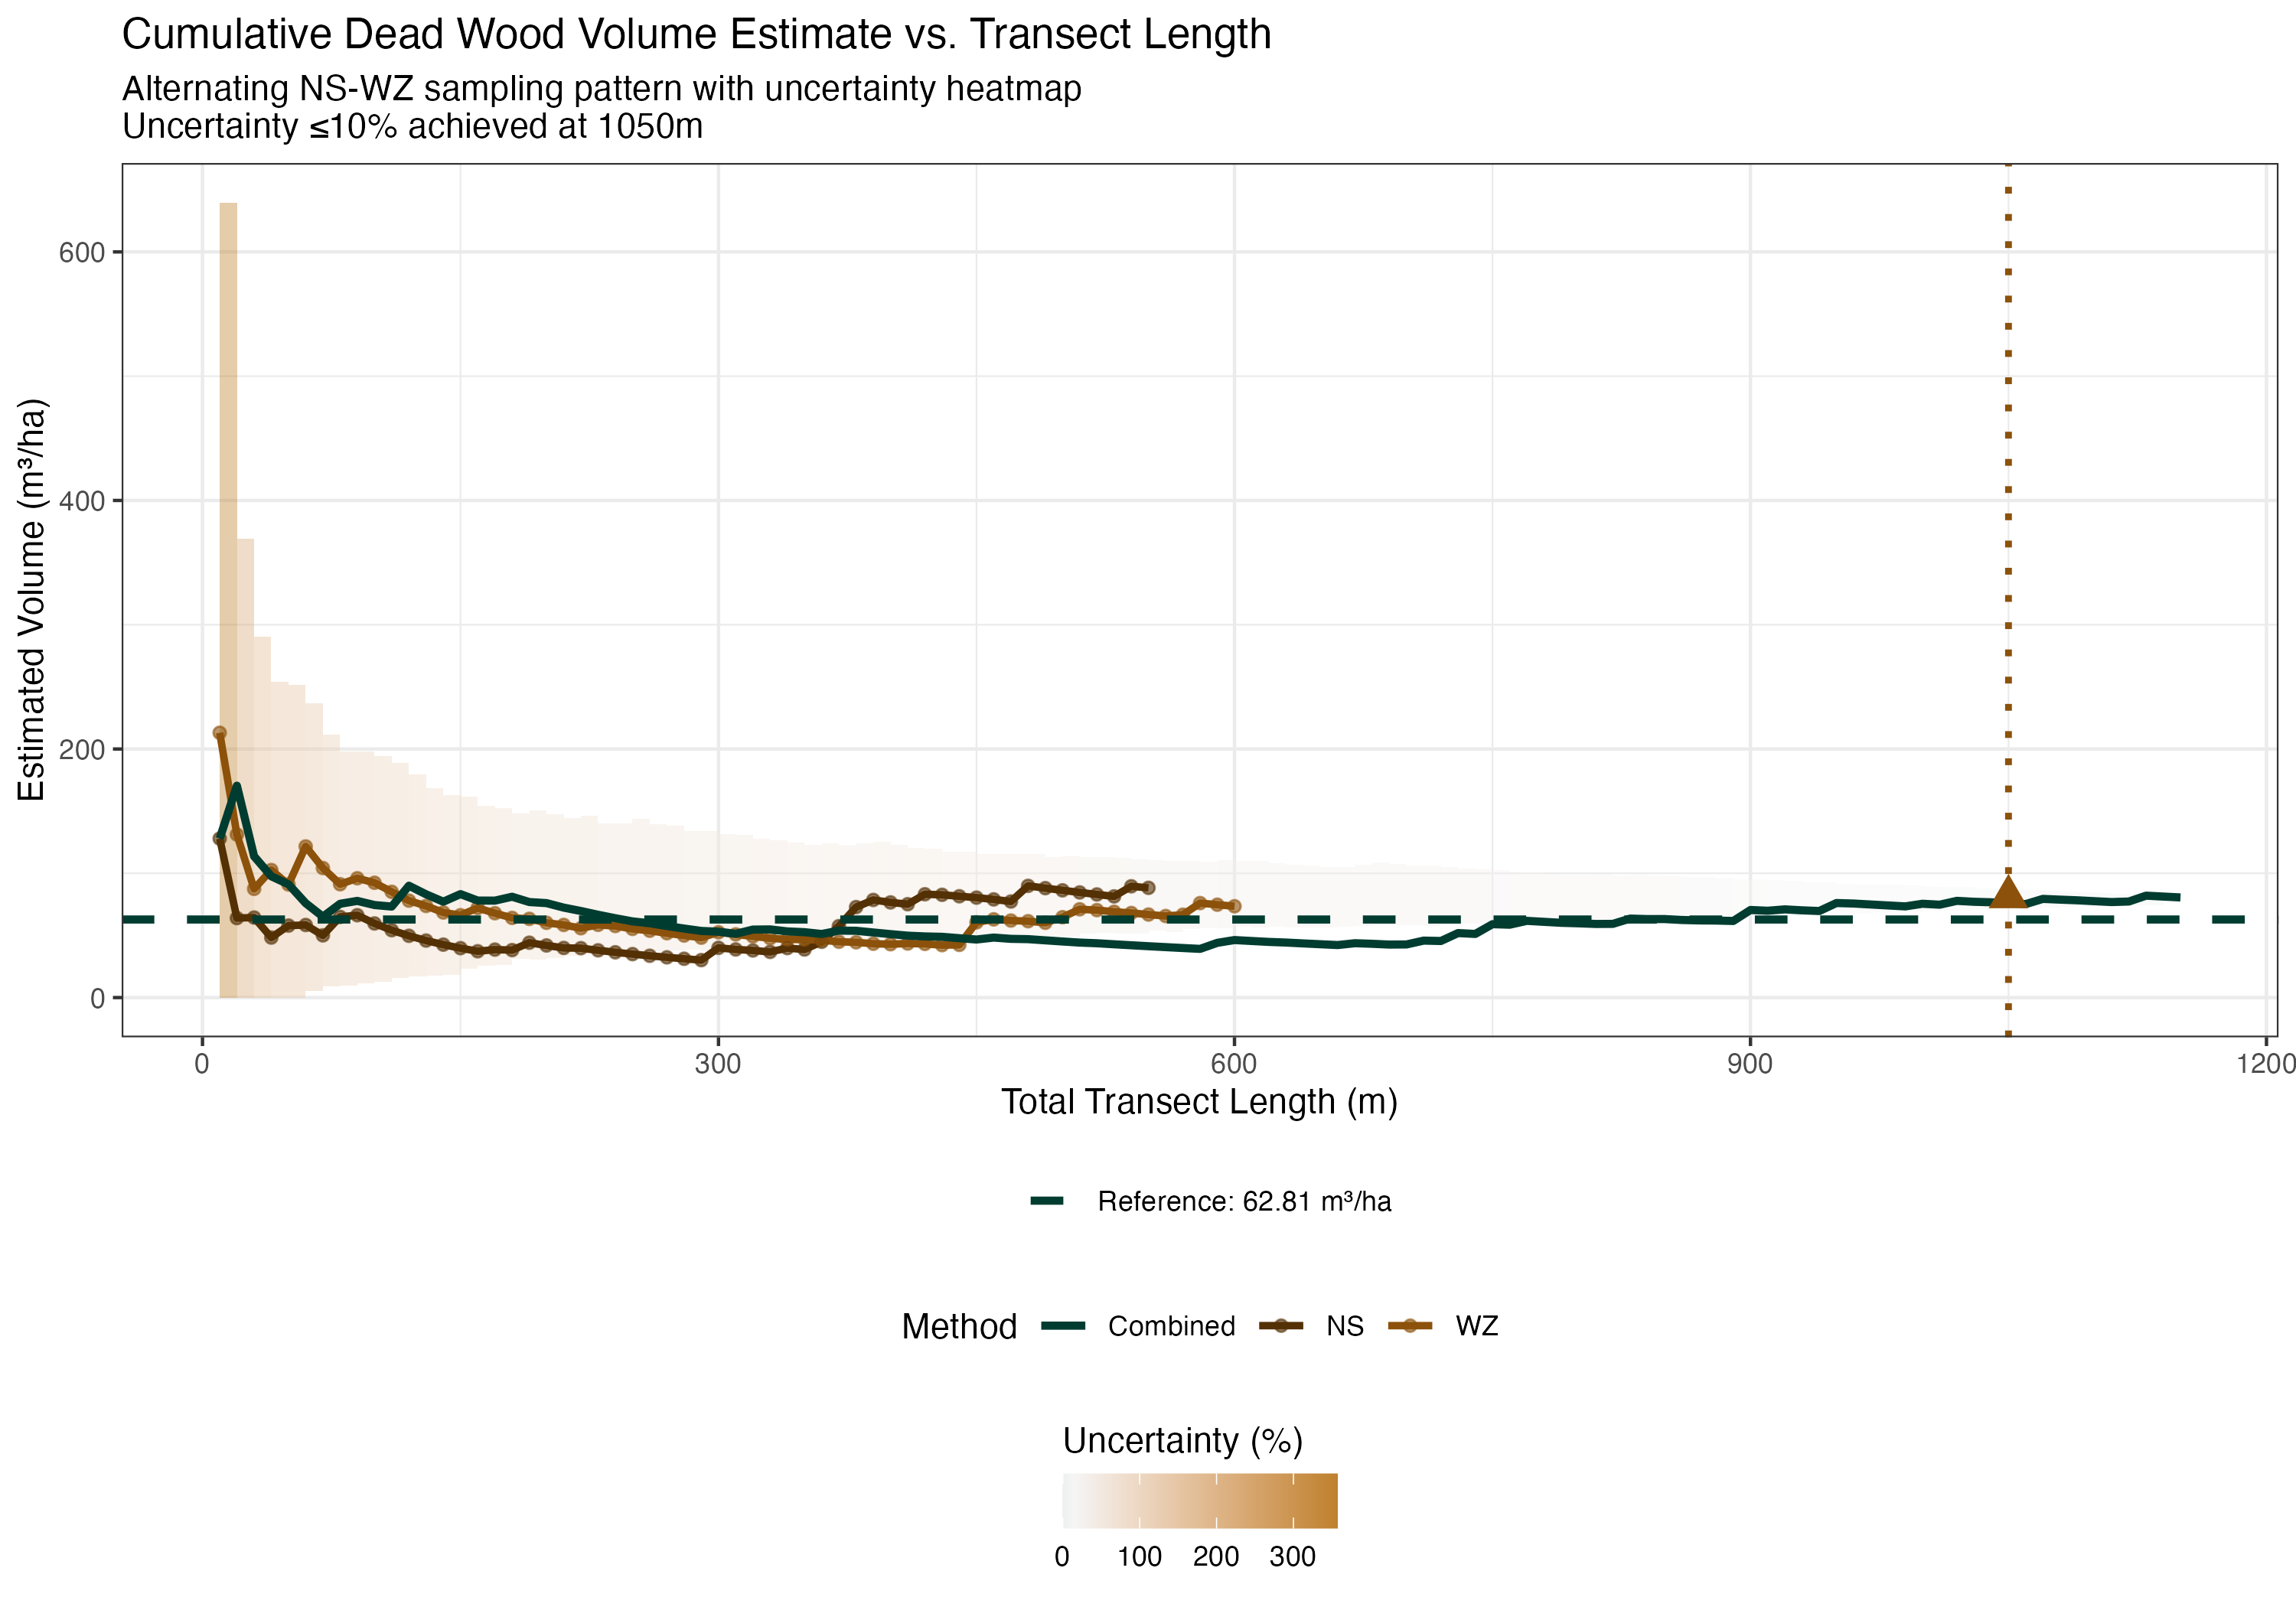 Cumulative Dead Wood Volume Estimate vs. Transect Length
Alternating NS-WZ sampling pattern with uncertainty heatmap
Uncertainty ≤10% achieved at 1050m
Estimated Volume (m³/ha)
600
400
200
0
0 300 600 900 1200
Total Transect Length (m)
Reference: 62.81 m³/ha
Method Combined NS WZ
Uncertainty (%)
0 100 200 300